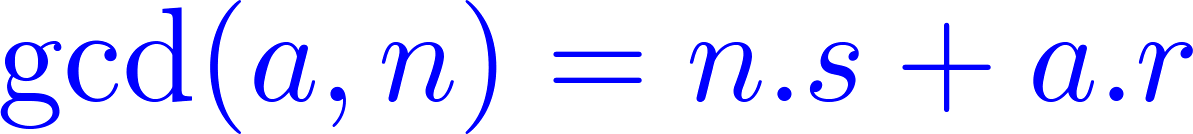 gcd(a, n) = n.s + a.r